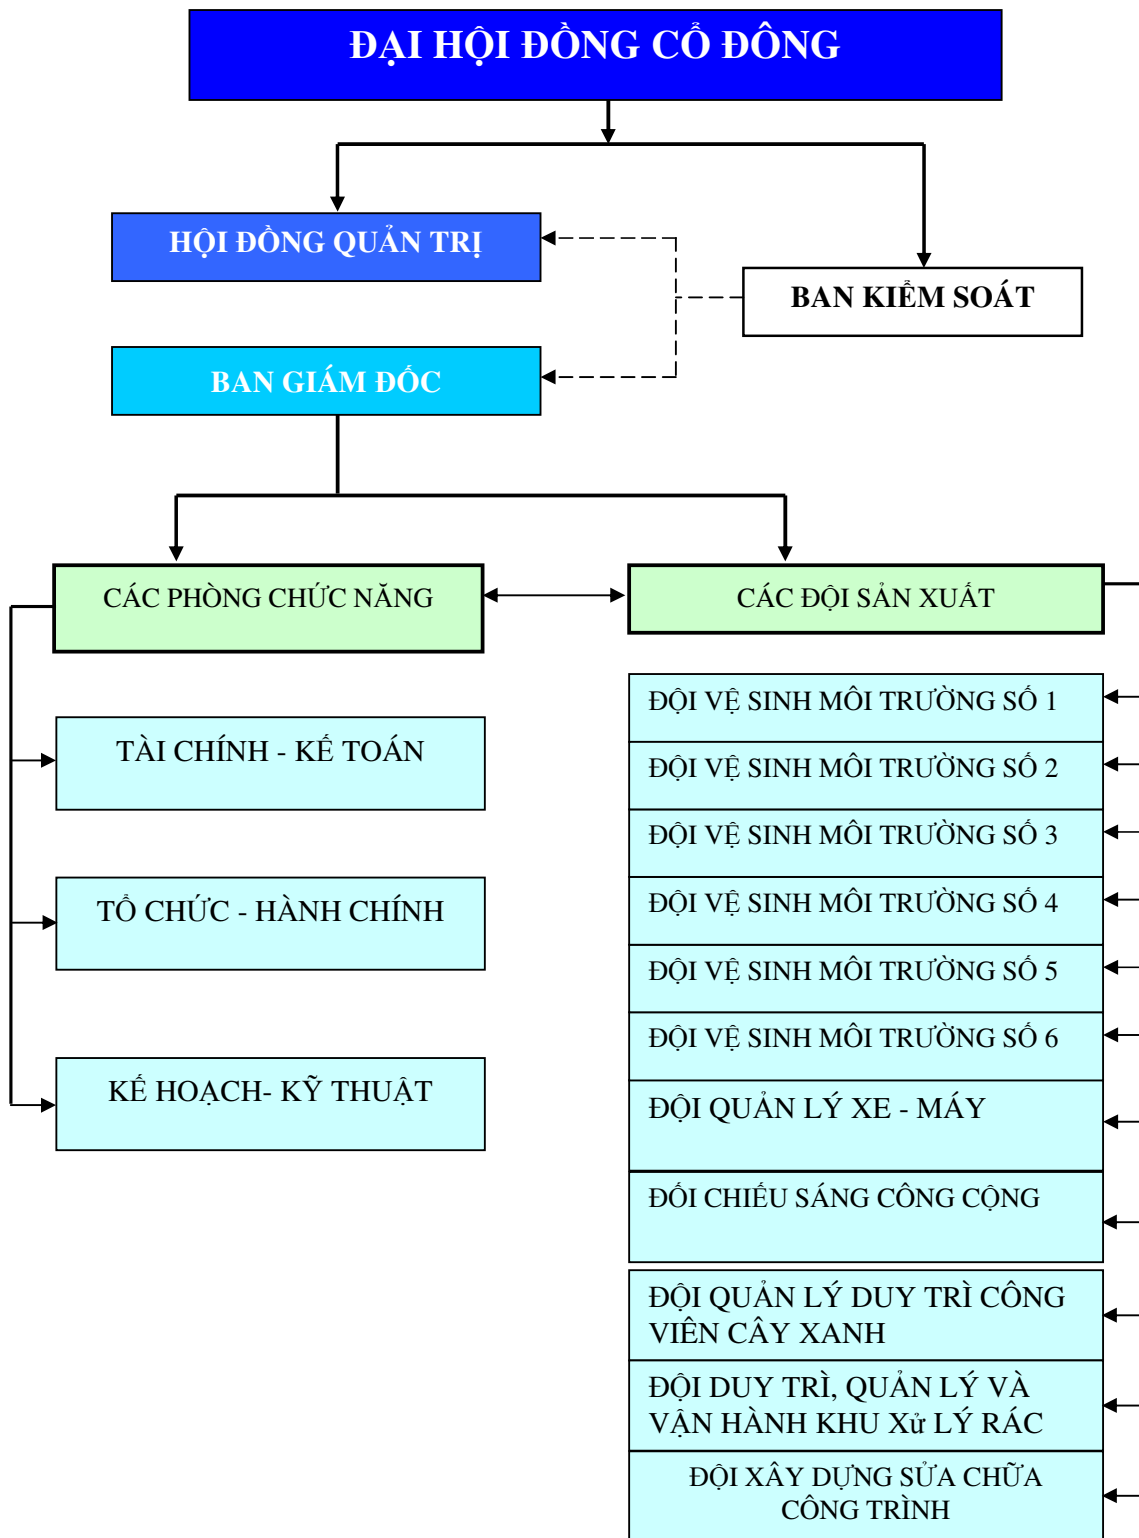 ĐẠI HỘI ĐỒNG CỔ ĐÔNG
HỘI ĐỒNG QUẢN TRỊ
BAN KIỂM SOÁT
BAN GIÁM ĐỐC
CÁC PHÒNG CHỨC NĂNG
TÀI CHÍNH - KẾ TOÁN
TỔ CHỨC - HÀNH CHÍNH
KẾ HOẠCH- KỸ THUẬT
CÁC ĐỘI SẢN XUẤT
ĐỘI VỆ SINH MÔI TRƯỜNG SỐ 1
ĐỘI VỆ SINH MÔI TRƯỜNG SỐ 2
ĐỘI VỆ SINH MÔI TRƯỜNG SỐ 3
ĐỘI VỆ SINH MÔI TRƯỜNG SỐ 4
ĐỘI VỆ SINH MÔI TRƯỜNG SỐ 5
ĐỘI VỆ SINH MÔI TRƯỜNG SỐ 6
ĐỘI QUẢN LÝ XE - MÁY
ĐỐI CHIẾU SÁNG CÔNG CỘNG
ĐỘI QUẢN LÝ DUY TRÌ CÔNG
VIÊN CÂY XANH
ĐỘI DUY TRÌ, QUẢN LÝ VÀ
VẬN HÀNH KHU Xử LÝ RÁC
ĐỘI XÂY DỰNG SỬA CHỮA
CÔNG TRÌNH